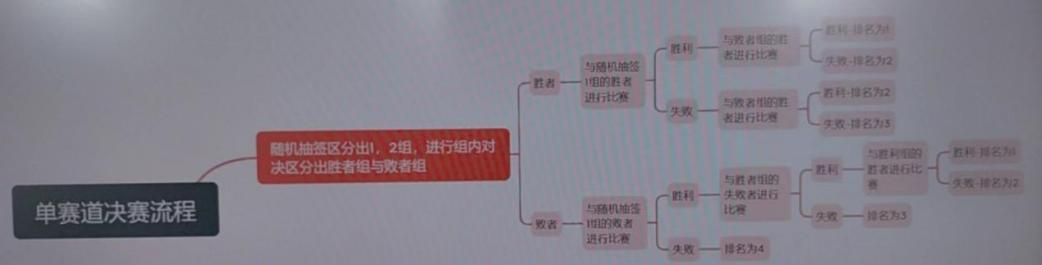 单赛道决赛流程
随机抽签区分出1，2组，进行组内对
决区分出胜者组与败者组
胜者
与随机抽签
1组的胜者
进行比赛
胜利
与败者组的胜
者进行比赛
胜利-排名为1
失败-排名为2
失败
与败者组的胜
者进行比赛
胜利-排名为2
失败-排名为3
败者
与随机抽签
1组的败者
进行比赛
胜利
与胜者组的
失败者进行
比赛
胜利
与胜利组的
胜者进行比
赛
胜利-排名为1
失败-排名为2
失败
排名为3
失败
排名为4